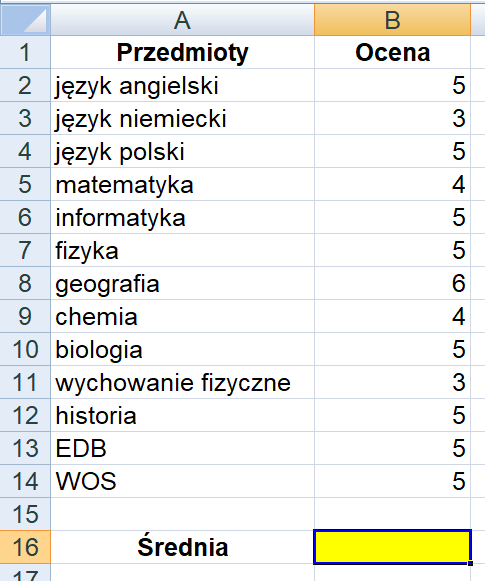 A B
1 Przedmioty Ocena
2 język angielski 5
3 język niemiecki 3
4 język polski 5
5 matematyka 4
6 informatyka 5
7 fizyka 5
8 geografia 6
9 chemia 4
10 biologia 5
11 wychowanie fizyczne 3
12 historia 5
13 EDB 5
14 WOS 5
15
16 Średnia
17